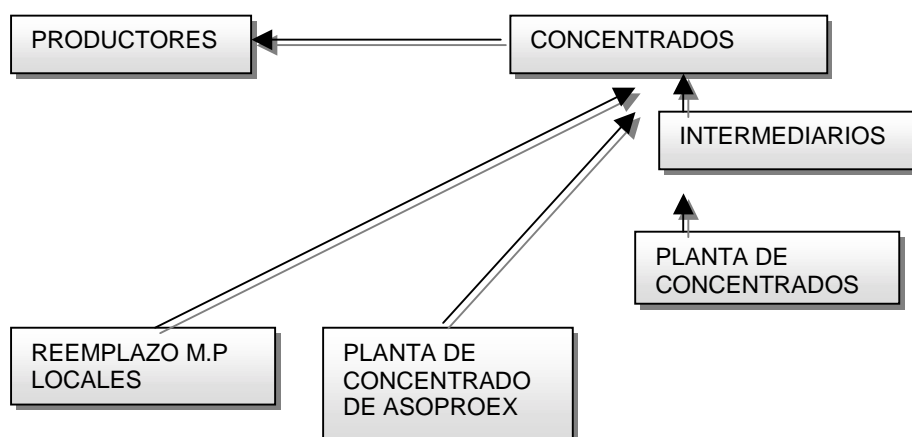 PRODUCTORES
CONCENTRADOS
INTERMEDIARIOS
PLANTA DE
CONCENTRADOS
REEMPLAZO M.P
LOCALES
PLANTA DE
CONCENTRADO
DE ASOPROEX